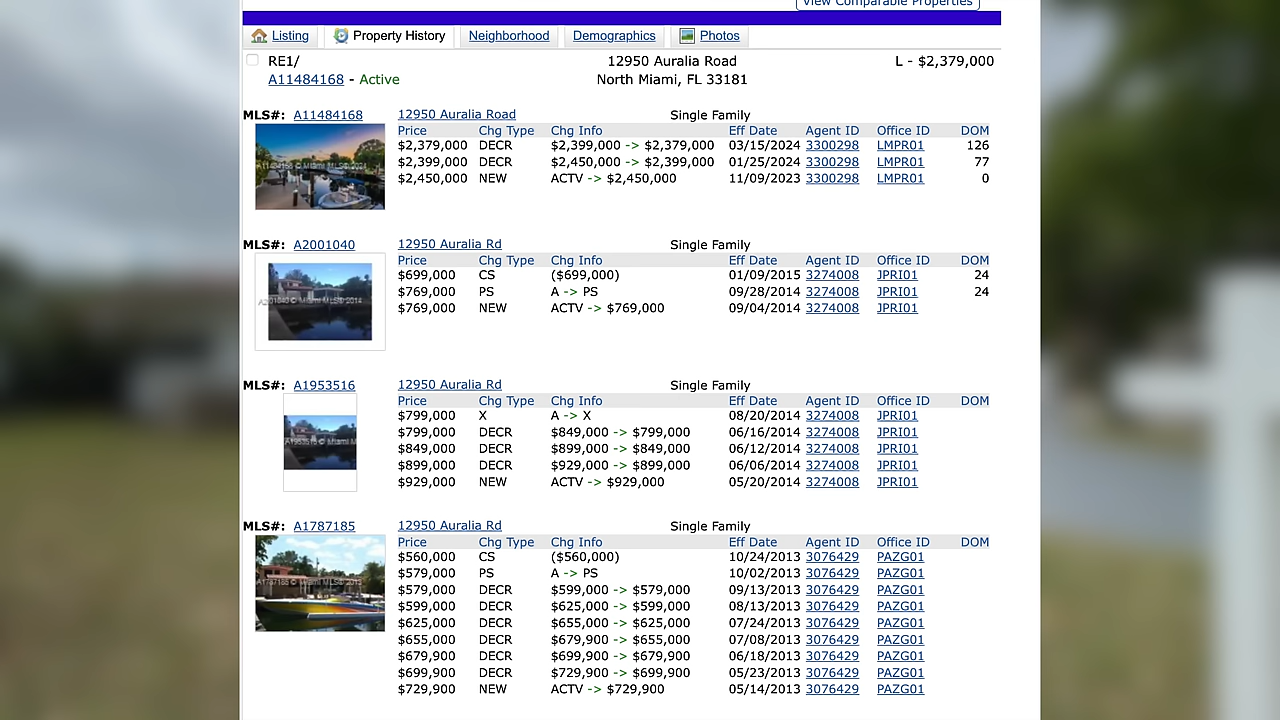 View Comparable Properties
Listing Property History Neighborhood Demographics Photos
RE1/ 12950 Auralia Road L - $2,379,000
A11484168 - Active North Miami, FL 33181
MLS#: A11484168 12950 Auralia Road Single Family
Price Chg Type Chg Info Eff Date Agent ID Office ID DOM
$2,379,000 DECR $2,399,000 -> $2,379,000 03/15/2024 3300298 LMPR01 126
$2,399,000 DECR $2,450,000 -> $2,399,000 01/25/2024 3300298 LMPR01 77
$2,450,000 NEW ACTV -> $2,450,000 11/09/2023 3300298 LMPR01 0
MLS#: A2001040 12950 Auralia Rd Single Family
Price Chg Type Chg Info Eff Date Agent ID Office ID DOM
$699,000 CS ($699,000) 01/09/2015 3274008 JPRI01 24
$769,000 PS A -> PS 09/28/2014 3274008 JPRI01 24
$769,000 NEW ACTV -> $769,000 09/04/2014 3274008 JPRI01
MLS#: A1953516 12950 Auralia Rd Single Family
Price Chg Type Chg Info Eff Date Agent ID Office ID DOM
$799,000 X A -> X 08/20/2014 3274008 JPRI01
$799,000 DECR $849,000 -> $799,000 06/16/2014 3274008 JPRI01
$849,000 DECR $899,000 -> $849,000 06/12/2014 3274008 JPRI01
$899,000 DECR $929,000 -> $899,000 06/06/2014 3274008 JPRI01
$929,000 NEW ACTV -> $929,000 05/20/2014 3274008 JPRI01
MLS#: A1787185 12950 Auralia Rd Single Family
Price Chg Type Chg Info Eff Date Agent ID Office ID DOM
$560,000 CS ($560,000) 10/24/2013 3076429 PAZG01
$579,000 PS A -> PS 10/02/2013 3076429 PAZG01
$579,000 DECR $599,000 -> $579,000 09/13/2013 3076429 PAZG01
$599,000 DECR $625,000 -> $599,000 08/13/2013 3076429 PAZG01
$625,000 DECR $655,000 -> $625,000 07/24/2013 3076429 PAZG01
$655,000 DECR $679,900 -> $655,000 07/08/2013 3076429 PAZG01
$679,900 DECR $699,900 -> $679,900 06/18/2013 3076429 PAZG01
$699,900 DECR $729,900 -> $699,900 05/23/2013 3076429 PAZG01
$729,900 NEW ACTV -> $729,900 05/14/2013 3076429 PAZG01